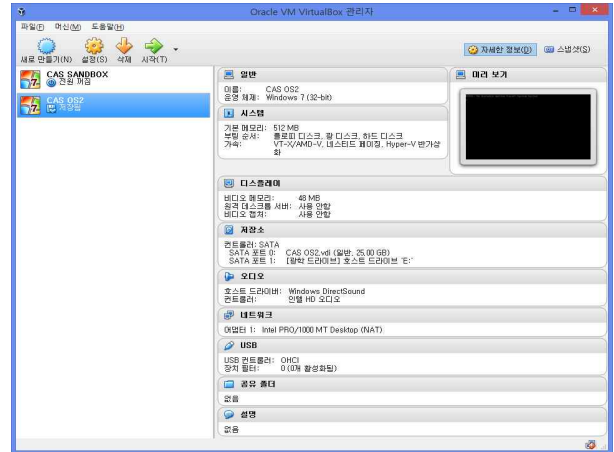 Oracle VM VirtualBox 관리자
파일(F) 머신(M) 도움말(H)
새로 만들기(N) 설정(S) 삭제 시작(T)
자세한 정보(D) 스냅샷(S)
CAS SANDBOX
전원 꺼짐
CAS OS2
저장됨
일반
이름: CAS OS2
운영 체제: Windows 7 (32-bit)
미리 보기
시스템
기본 메모리: 512 MB
부팅 순서: 플로피 디스크, 광 디스크, 하드 디스크
가속: VT-X/AMD-V, 네스티드 페이징, Hyper-V 반가상화
디스플레이
비디오 메모리: 48 MB
원격 데스크톱 서버: 사용 안함
비디오 캡처: 사용 안함
저장소
컨트롤러: SATA
SATA 포트 0: CAS OS2.vdi (일반, 25,00 GB)
SATA 포트 1: [광학 드라이브] 호스트 드라이브 'E:'
오디오
호스트 드라이버: Windows DirectSound
컨트롤러: 인텔 HD 오디오
네트워크
어댑터 1: Intel PRO/1000 MT Desktop (NAT)
USB
USB 컨트롤러: OHCI
장치 필터: 0 (0개 활성화됨)
공유 폴더
없음
설명
없음